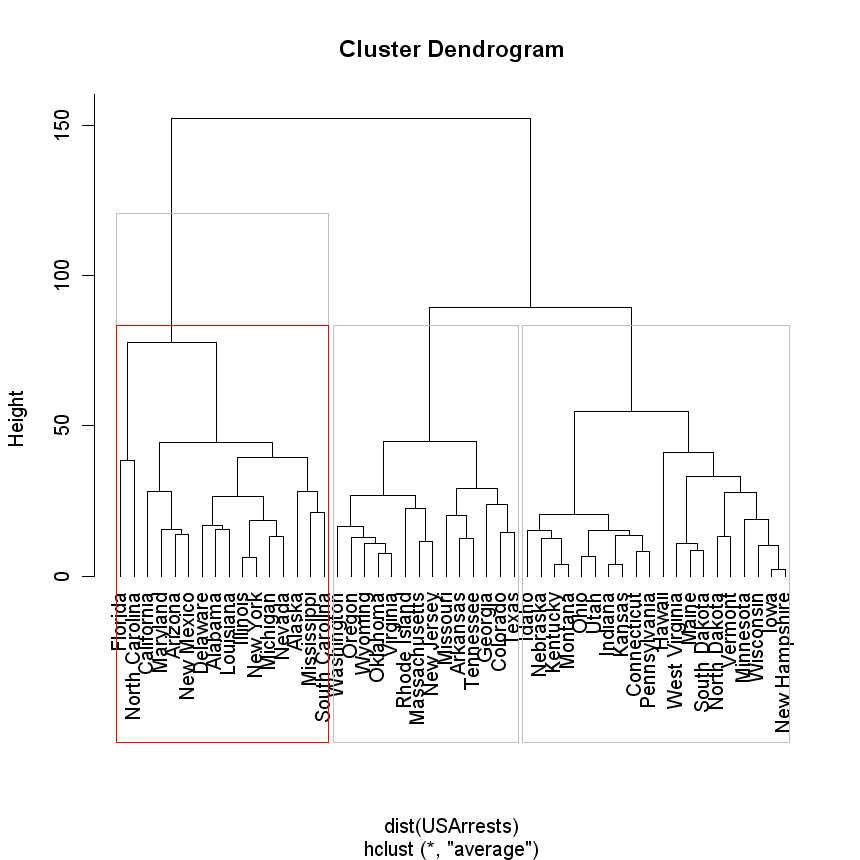 Cluster Dendrogram
Height
0
50
100
150
Florida
North Carolina
California
Maryland
Arizona
New Mexico
Delaware
Alabama
Louisiana
Illinois
New York
Michigan
Nevada
Alaska
Mississippi
South Carolina
Washington
Oregon
Wyoming
Oklahoma
Virginia
Rhode Island
Massachusetts
New Jersey
Missouri
Arkansas
Tennessee
Georgia
Colorado
Texas
Idaho
Nebraska
Kentucky
Montana
Ohio
Utah
Indiana
Kansas
Connecticut
Pennsylvania
Hawaii
West Virginia
Maine
South Dakota
North Dakota
Vermont
Minnesota
Wisconsin
Iowa
New Hampshire
dist(USArrests)
hclust (*, "average")